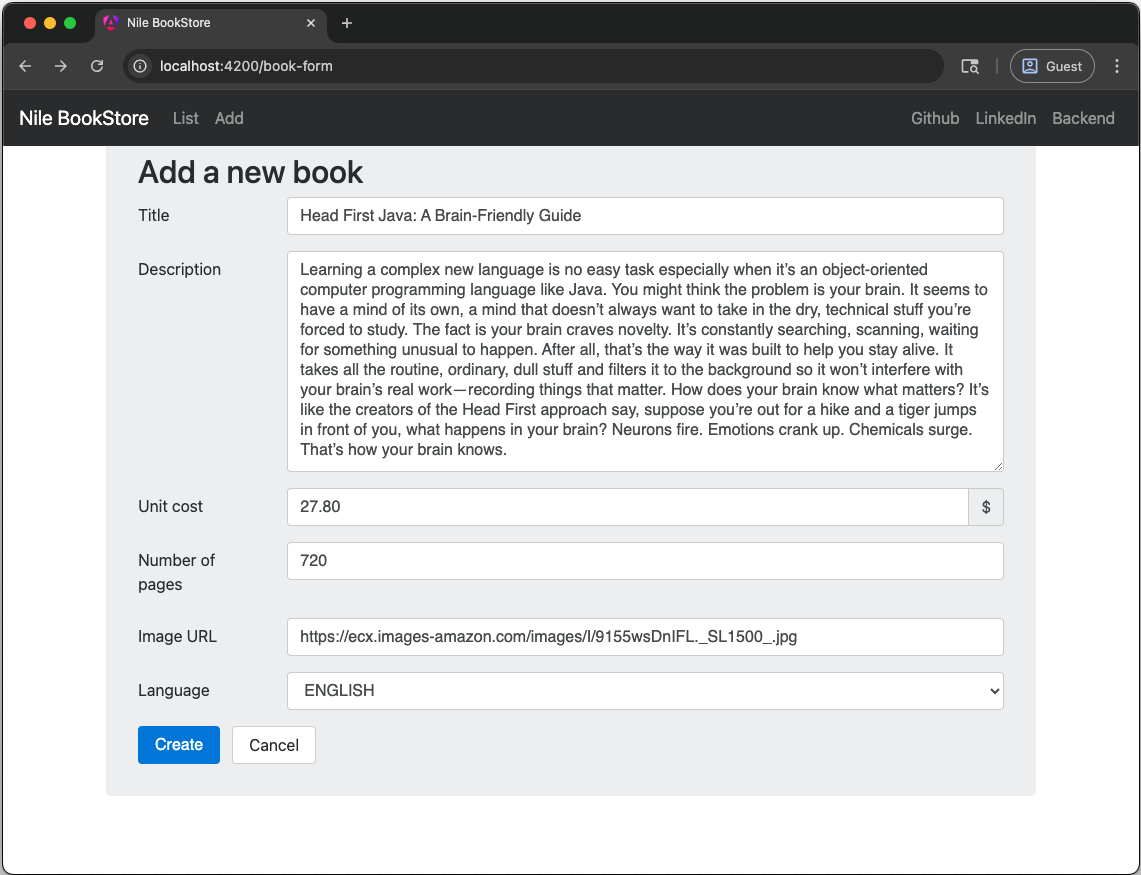 Nile BookStore
localhost:4200/book-form
Guest
Nile BookStore List Add Github LinkedIn Backend
Add a new book
Title
Head First Java: A Brain-Friendly Guide
Description
Learning a complex new language is no easy task especially when it’s an object-oriented
computer programming language like Java. You might think the problem is your brain. It seems to
have a mind of its own, a mind that doesn’t always want to take in the dry, technical stuff you’re
forced to study. The fact is your brain craves novelty. It’s constantly searching, scanning, waiting
for something unusual to happen. After all, that’s the way it was built to help you stay alive. It
takes all the routine, ordinary, dull stuff and filters it to the background so it won’t interfere with
your brain’s real work—recording things that matter. How does your brain know what matters? It’s
like the creators of the Head First approach say, suppose you’re out for a hike and a tiger jumps
in front of you, what happens in your brain? Neurons fire. Emotions crank up. Chemicals surge.
That’s how your brain knows.
Unit cost
27.80 $
Number of
pages
720
Image URL
https://ecx.images-amazon.com/images/I/9155wsDnIFL._SL1500_.jpg
Language
ENGLISH
Create Cancel